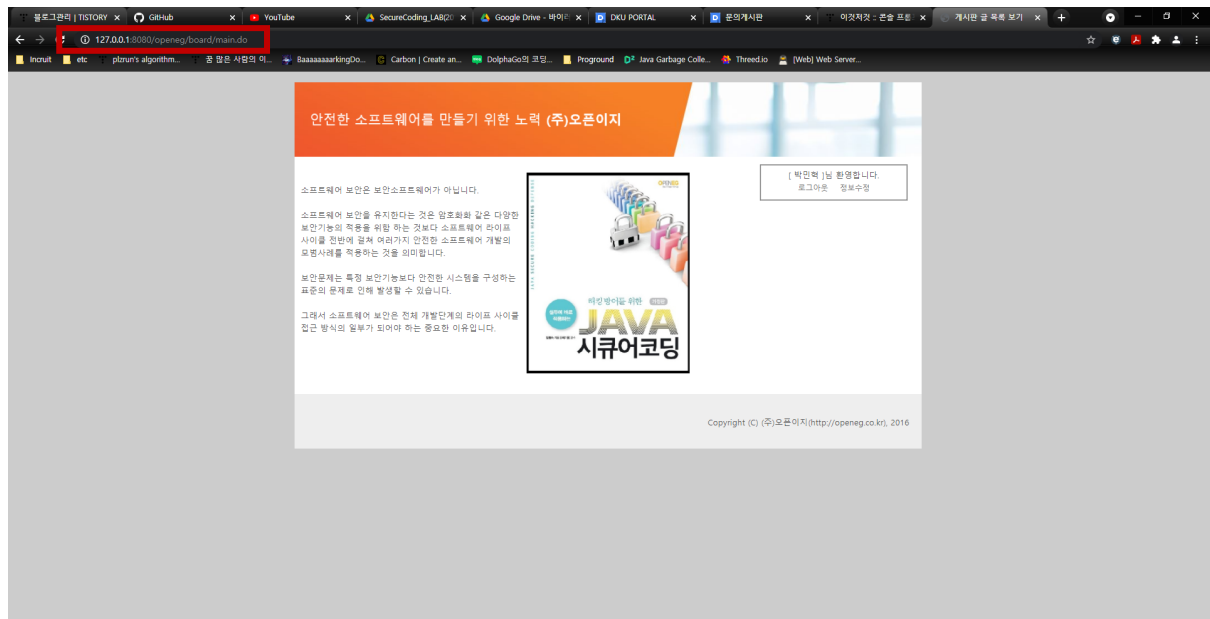 블로그관리 | TISTORY
GitHub
YouTube
SecureCoding_LAB(20
Google Drive - 바이러
DKU PORTAL
문의게시판
이것저것 :: 콘솔 프롬
게시판 글 목록 보기
127.0.0.1:8080/openeg/board/main.do
Incruit
etc
plzrun's algorithm...
꿈 많은 사람의 이...
BaaaaaaarkingDo...
Carbon | Create an...
DolphaGo의 코딩...
Proground
Java Garbage Colle...
Threed.io
[Web] Web Server...
안전한 소프트웨어를 만들기 위한 노력 (주)오픈이지
[ 박민혁 ]님 환영합니다.
로그아웃 정보수정
소프트웨어 보안은 보안소프트웨어가 아닙니다.
소프트웨어 보안을 유지한다는 것은 암호화화 같은 다양한
보안기능의 적용을 위함 하는 것보다 소프트웨어 라이프
사이클 전반에 걸쳐 여러가지 안전한 소프트웨어 개발의
모범사례를 적용하는 것을 의미합니다.
보안문제는 특정 보안기능보다 안전한 시스템을 구성하는
표준의 문제로 인해 발생할 수 있습니다.
그래서 소프트웨어 보안은 전체 개발단계의 라이프 사이클
접근 방식의 일부가 되어야 하는 중요한 이유입니다.
OPENEG
해킹 방어를 위한
JAVA
시큐어코딩
Copyright (C) (주)오픈이지(http://openeg.co.kr), 2016